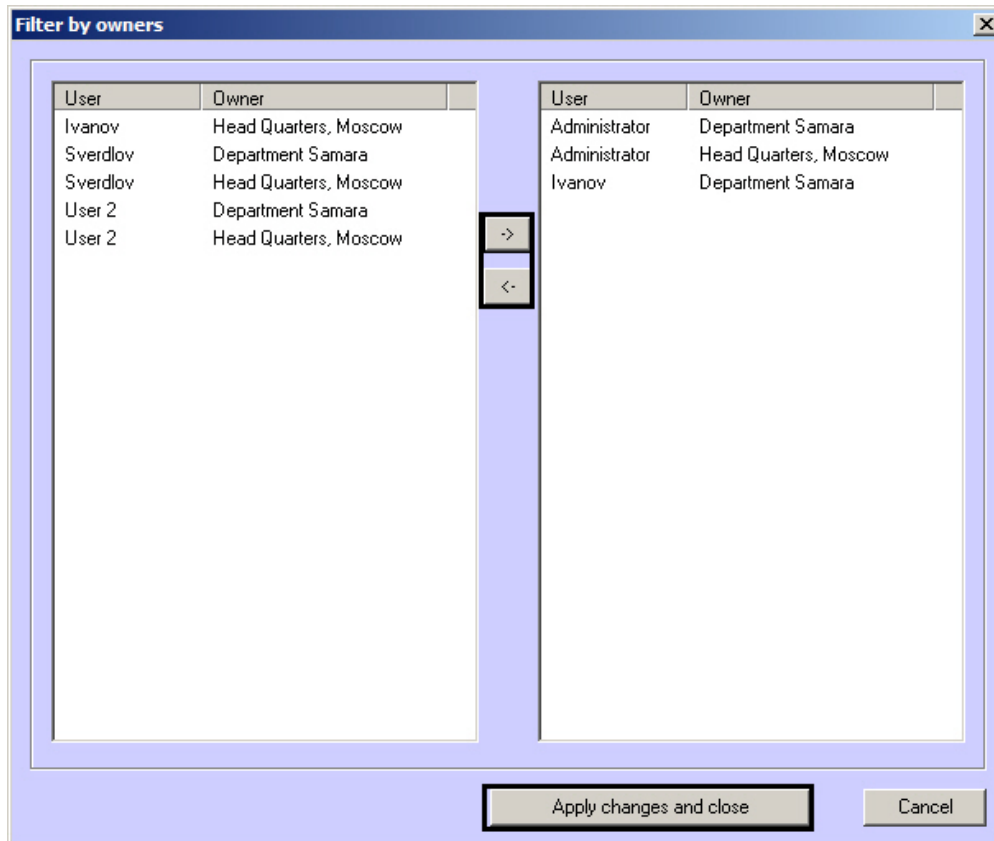 Filter by owners
User Owner
Ivanov Head Quarters, Moscow
Sverdlov Department Samara
Sverdlov Head Quarters, Moscow
User 2 Department Samara
User 2 Head Quarters, Moscow
->
<-
User Owner
Administrator Department Samara
Administrator Head Quarters, Moscow
Ivanov Department Samara
Apply changes and close
Cancel